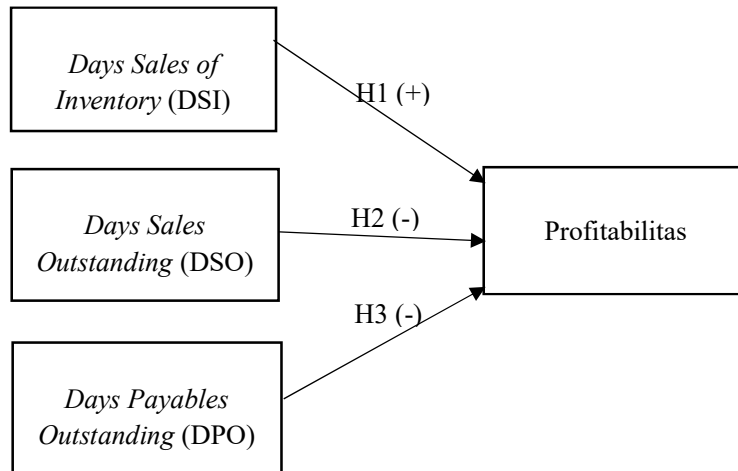 Days Sales of
Inventory (DSI)
H1 (+)
Days Sales
Outstanding (DSO)
H2 (-)
Profitabilitas
H3 (-)
Days Payables
Outstanding (DPO)